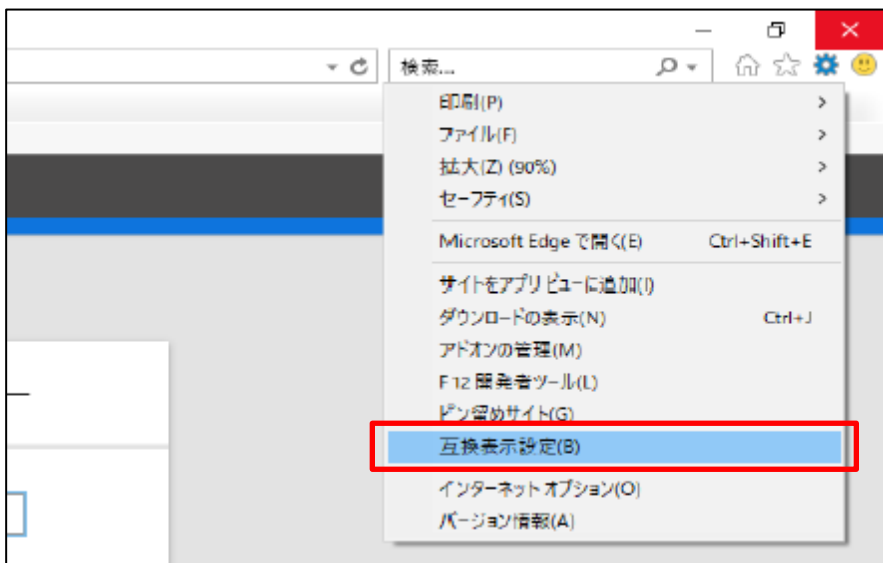 検索...
印刷(P)
ファイル(F)
拡大(Z) (90%)
セーフティ(S)
Microsoft Edge で開く(E) Ctrl+Shift+E
サイトをアプリ ビューに追加(I)
ダウンロードの表示(N) Ctrl+J
アドオンの管理(M)
F12 開発者ツール(L)
ピン留めサイト(G)
互換表示設定(B)
インターネット オプション(O)
バージョン情報(A)